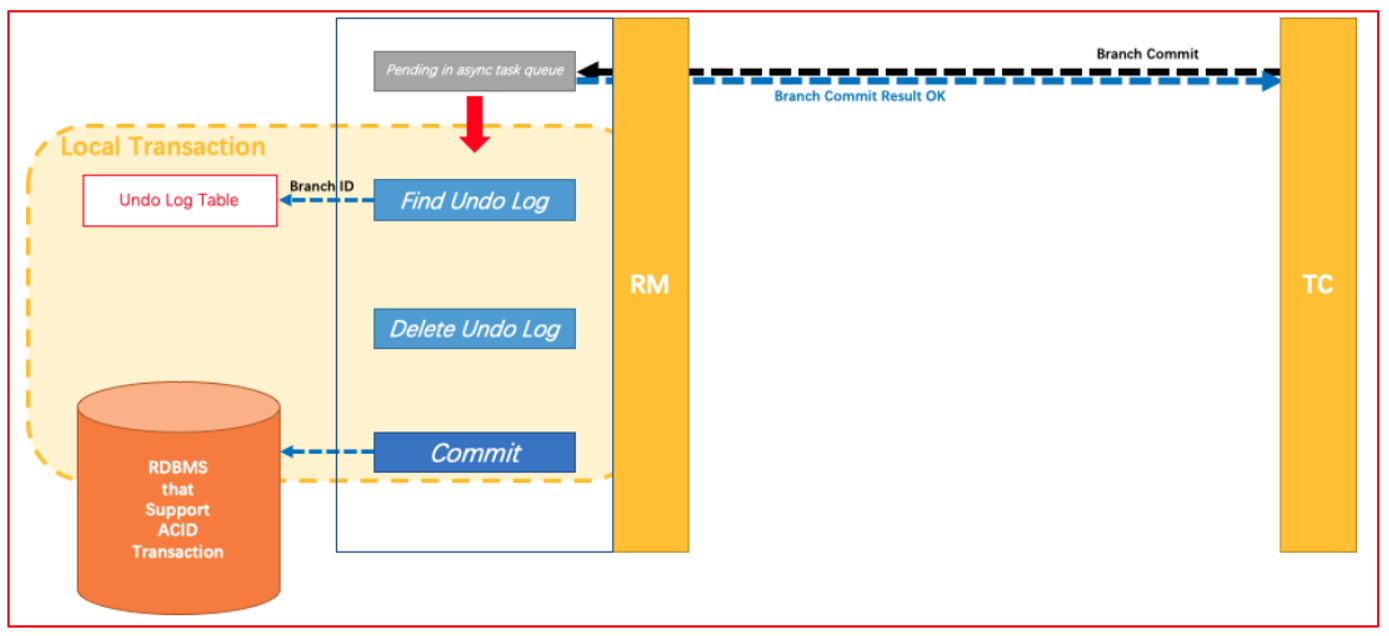 Branch Commit
Pending in async task queue
Branch Commit Result OK
Local Transaction
Branch ID
Undo Log Table
Find Undo Log
RM
TC
Delete Undo Log
Commit
RDBMS
that
Support
ACID
Transaction